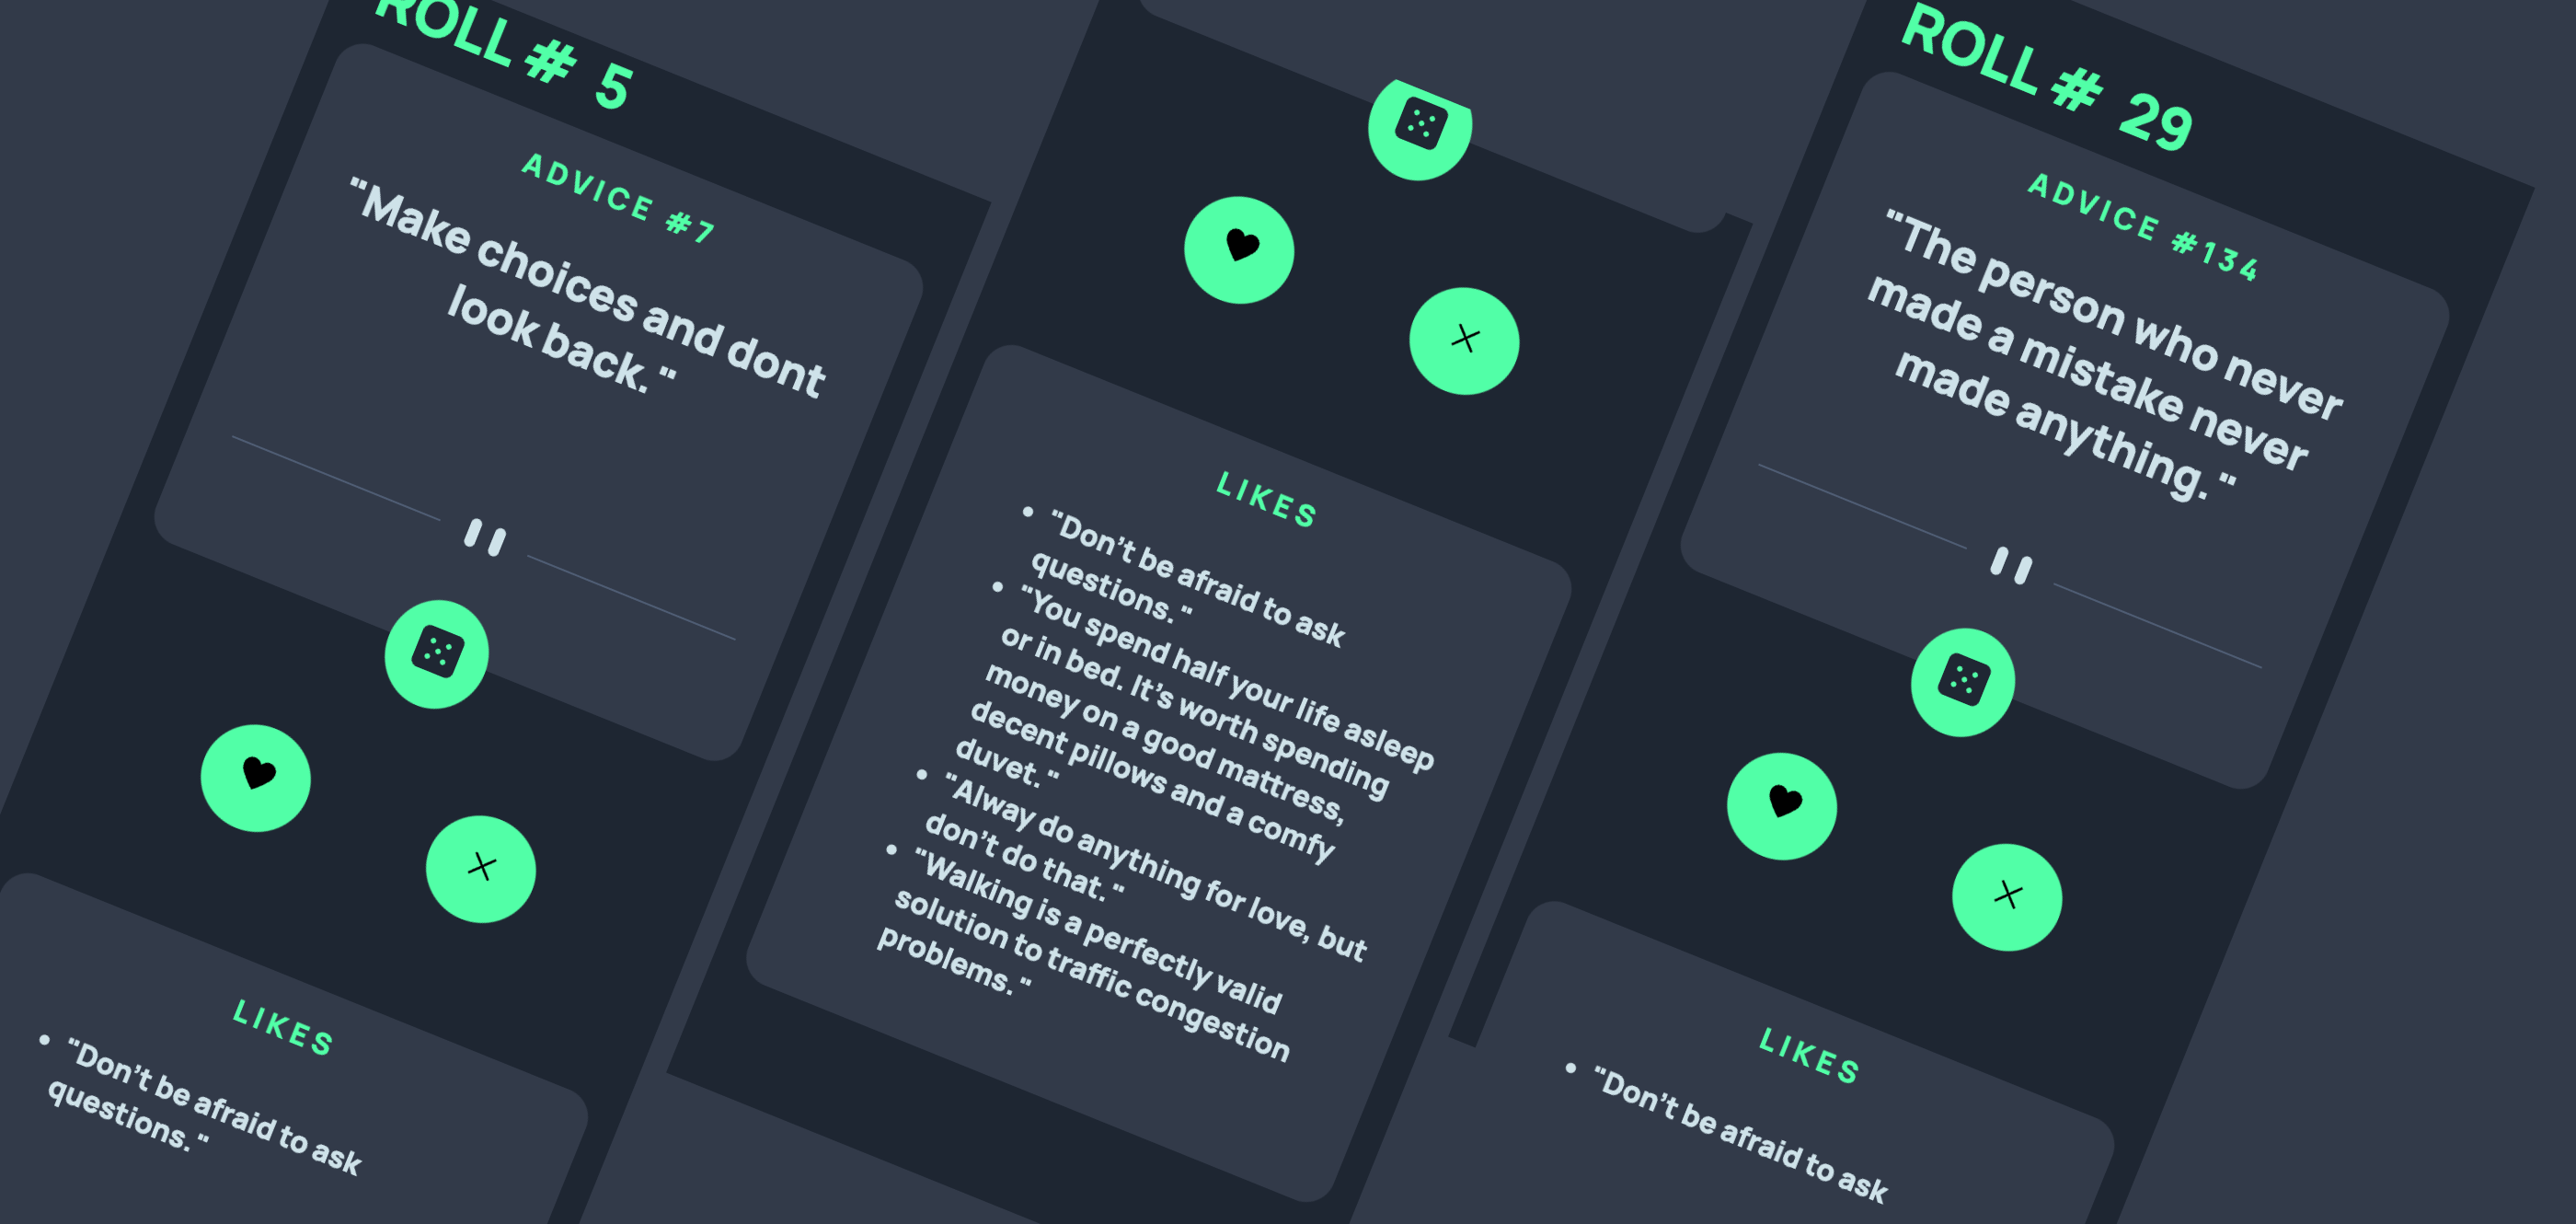 ROLL # 5
ADVICE #7
"Make choices and dont
look back. "
LIKES
"Don't be afraid to ask
questions. "
LIKES
"Don't be afraid to ask
questions. "
"You spend half your life asleep
or in bed. It's worth spending
money on a good mattress,
decent pillows and a comfy
duvet. "
"Alway do anything for love, but
don't do that. "
"Walking is a perfectly valid
solution to traffic congestion
problems. "
ROLL # 29
ADVICE #134
"The person who never
made a mistake never
made anything. "
LIKES
"Don't be afraid to ask